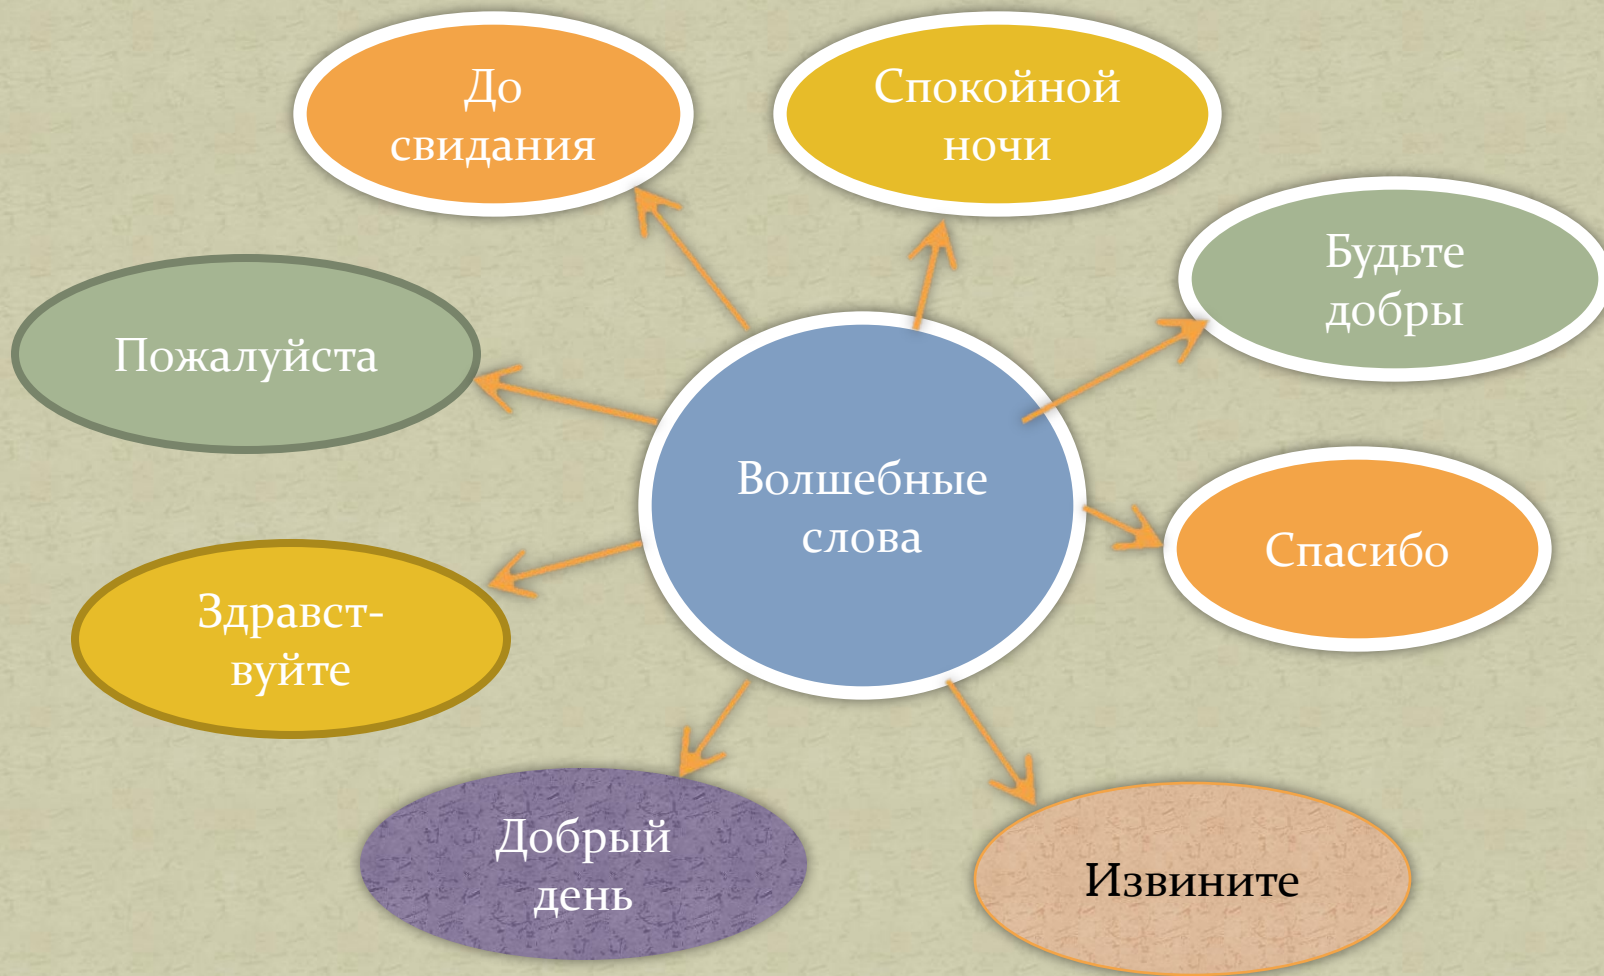 До
свидания
Спокойной
ночи
Будьте
добры
Пожалуйста
Волшебные
слова
Спасибо
Здравст-
вуйте
Добрый
день
Извините